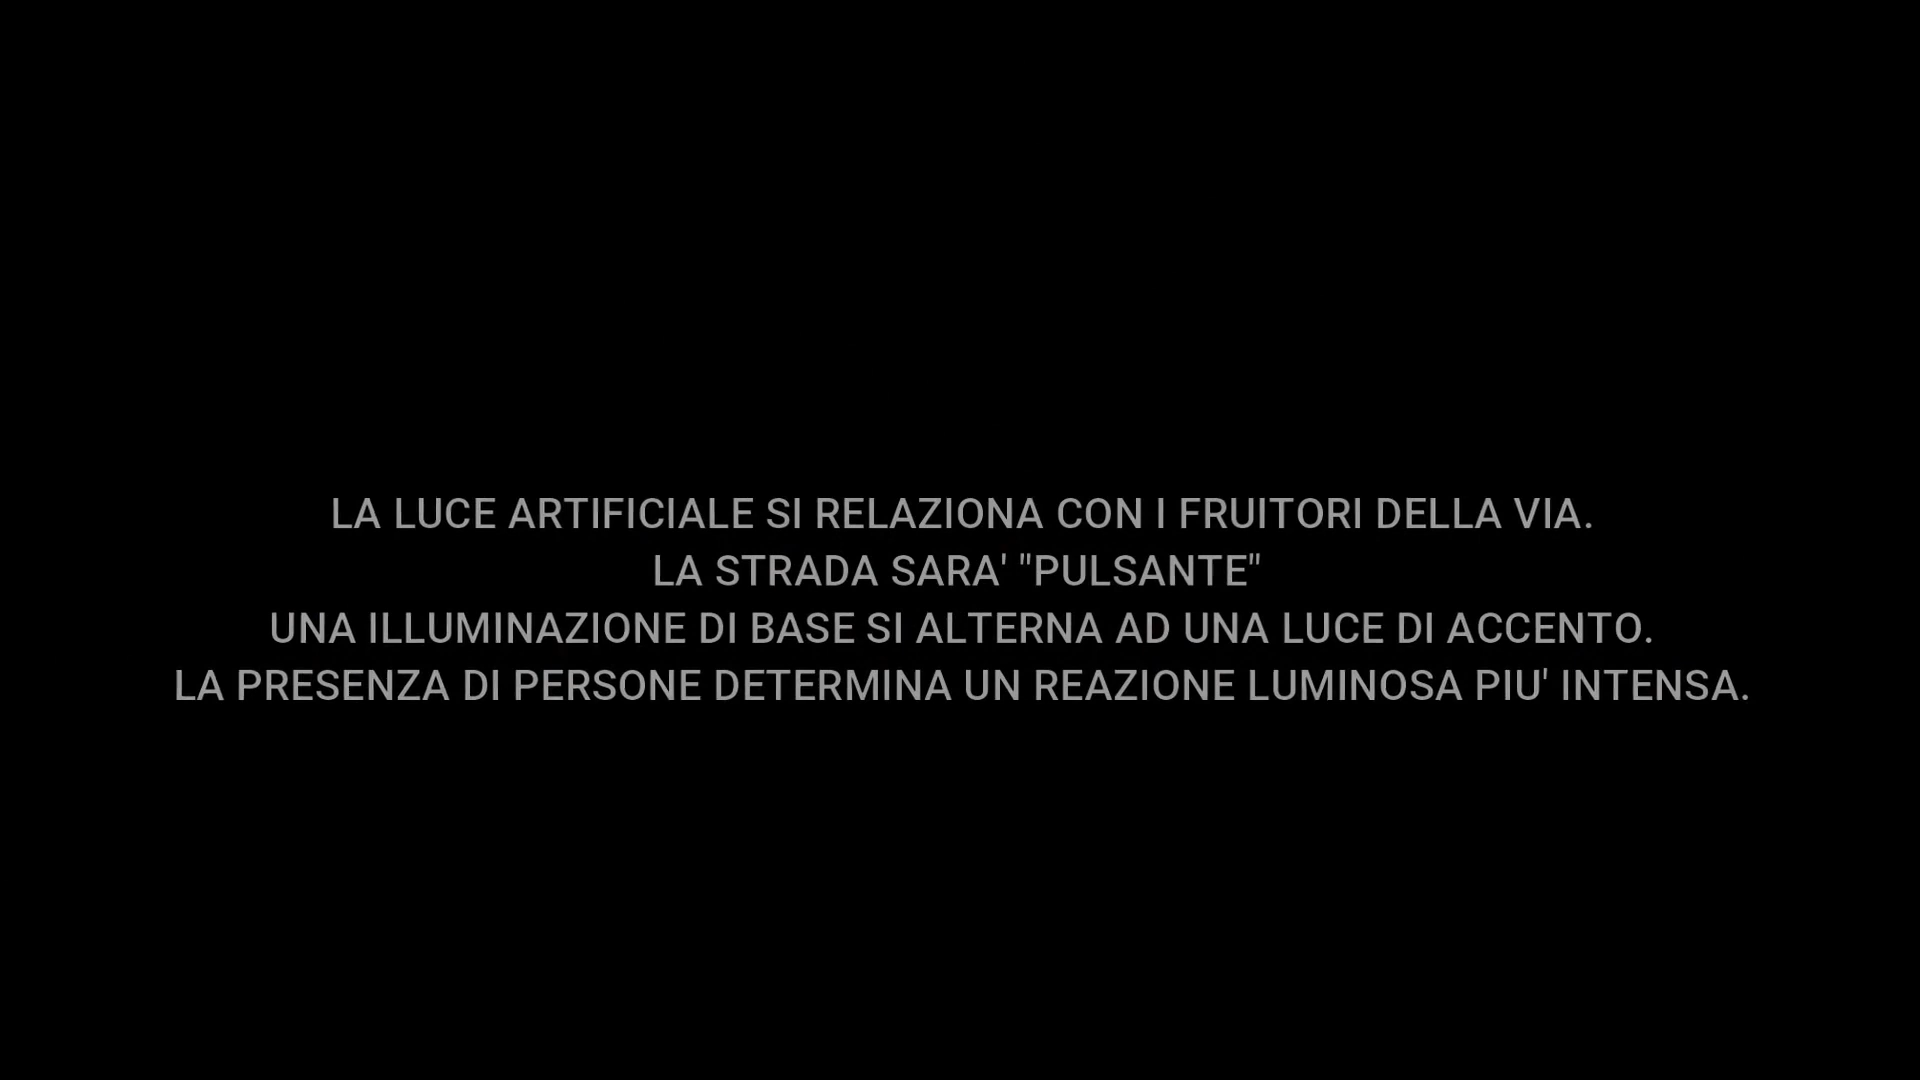 LA LUCE ARTIFICIALE SI RELAZIONA CON I FRUITORI DELLA VIA.
LA STRADA SARA' "PULSANTE"
UNA ILLUMINAZIONE DI BASE SI ALTERNA AD UNA LUCE DI ACCENTO.
LA PRESENZA DI PERSONE DETERMINA UN REAZIONE LUMINOSA PIU' INTENSA.